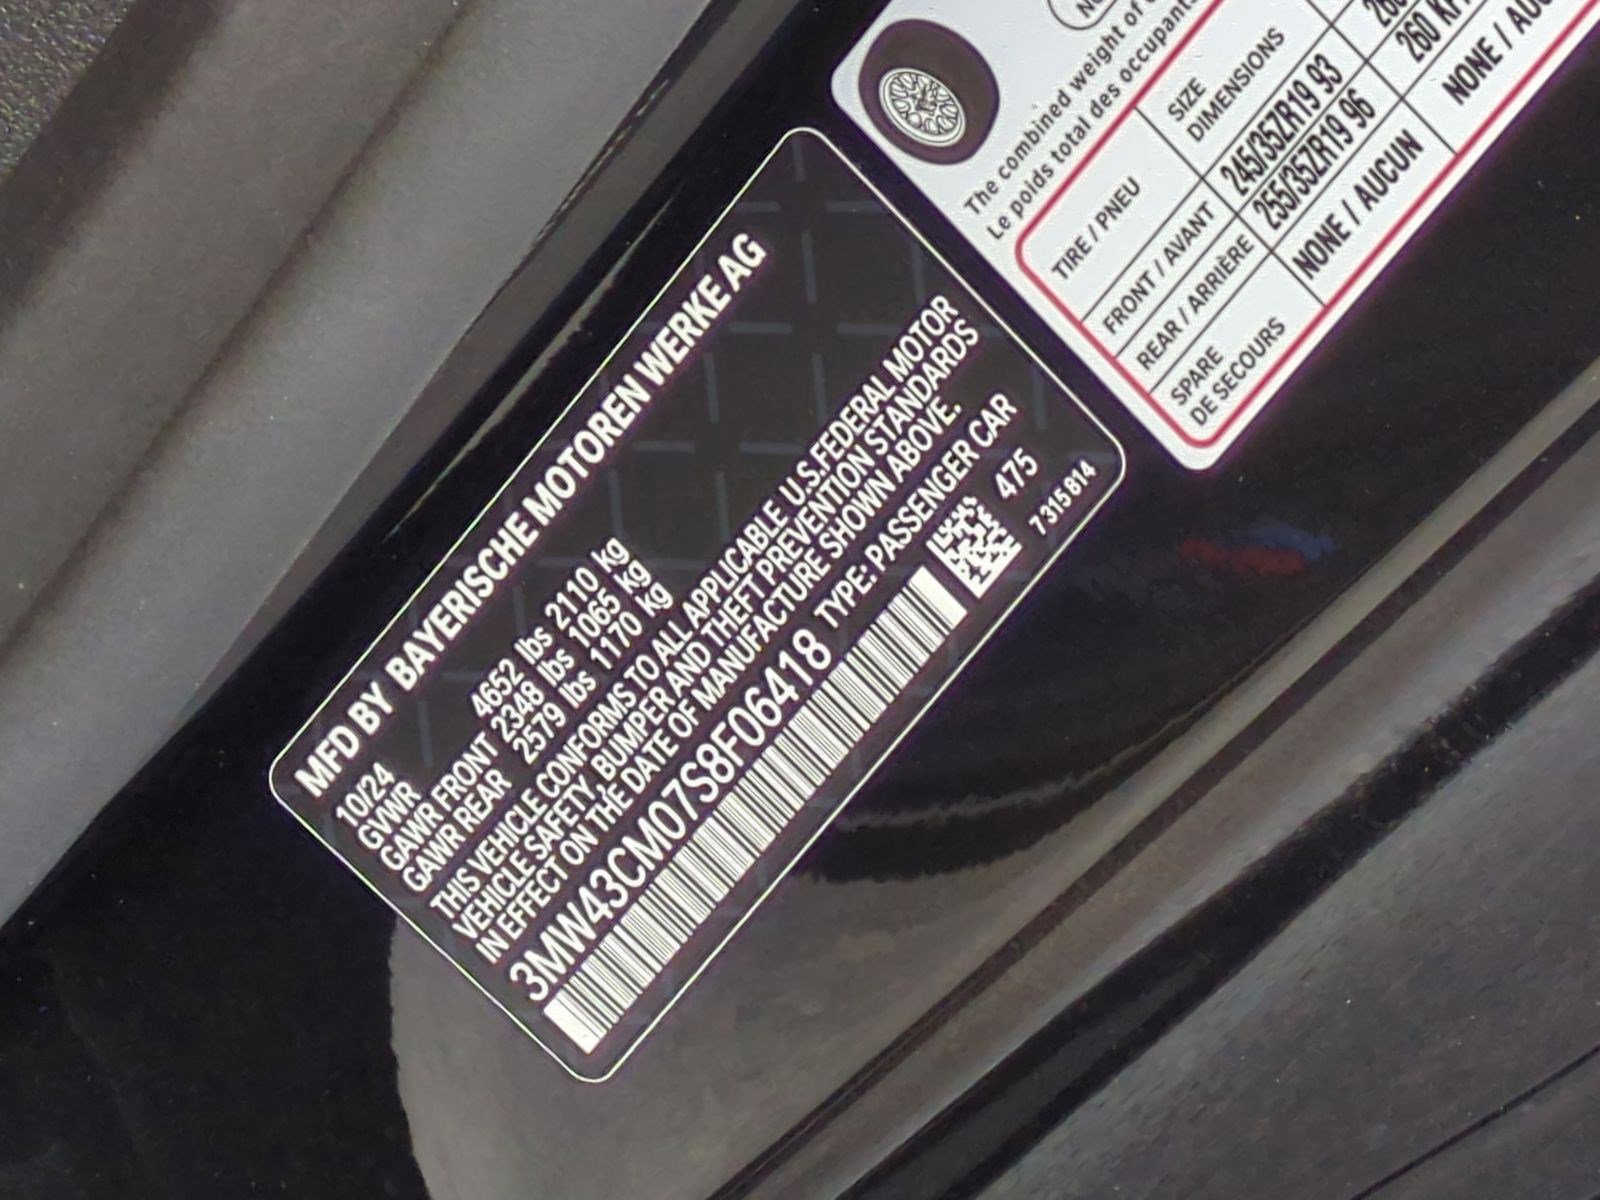 MFD BY BAYERISCHE MOTOREN WERKE AG
10/24
GVWR 4652 lbs 2110 kg
GAWR FRONT 2348 lbs 1065 kg
GAWR REAR 2579 lbs 1170 kg
THIS VEHICLE CONFORMS TO ALL APPLICABLE U.S.FEDERAL MOTOR
VEHICLE SAFETY, BUMPER AND THEFT PREVENTION STANDARDS
IN EFFECT ON THE DATE OF MANUFACTURE SHOWN ABOVE.
3MW43CM07S8F06418 TYPE: PASSENGER CAR
475
7 315 814
The combined weight of
Le poids total des occupants
TIRE / PNEU SIZE
DIMENSIONS
FRONT / AVANT 245/35ZR19 93
REAR / ARRIÈRE 255/35ZR19 96 260
SPARE
DE SECOURS NONE / AUCUN NONE /